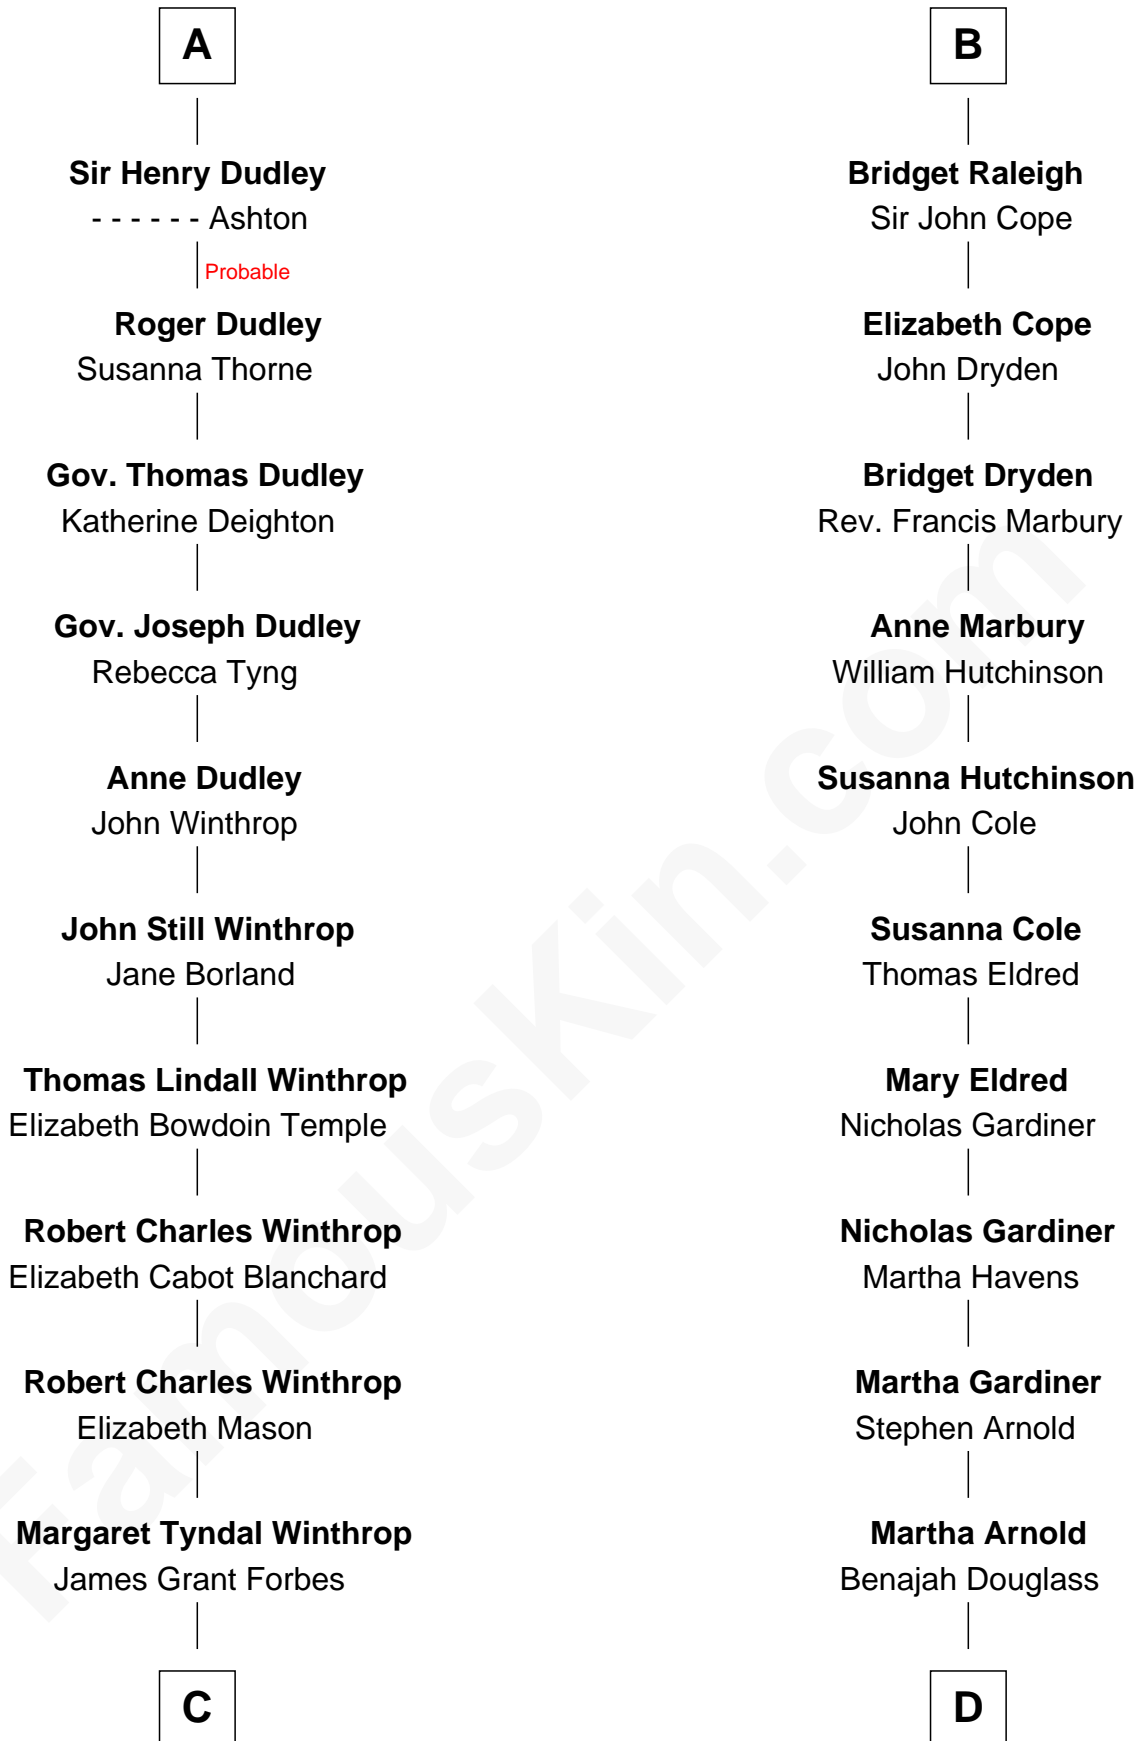 A
Sir Henry Dudley
- - - - - - Ashton
Probable
Roger Dudley
Susanna Thorne
Gov. Thomas Dudley
Katherine Deighton
Gov. Joseph Dudley
Rebecca Tyng
Anne Dudley
John Winthrop
John Still Winthrop
Jane Borland
Thomas Lindall Winthrop
Elizabeth Bowdoin Temple
Robert Charles Winthrop
Elizabeth Cabot Blanchard
Robert Charles Winthrop
Elizabeth Mason
Margaret Tyndal Winthrop
James Grant Forbes
C
B
Bridget Raleigh
Sir John Cope
Elizabeth Cope
John Dryden
Bridget Dryden
Rev. Francis Marbury
Anne Marbury
William Hutchinson
Susanna Hutchinson
John Cole
Susanna Cole
Thomas Eldred
Mary Eldred
Nicholas Gardiner
Nicholas Gardiner
Martha Havens
Martha Gardiner
Stephen Arnold
Martha Arnold
Benajah Douglass
D
FamousKin.com